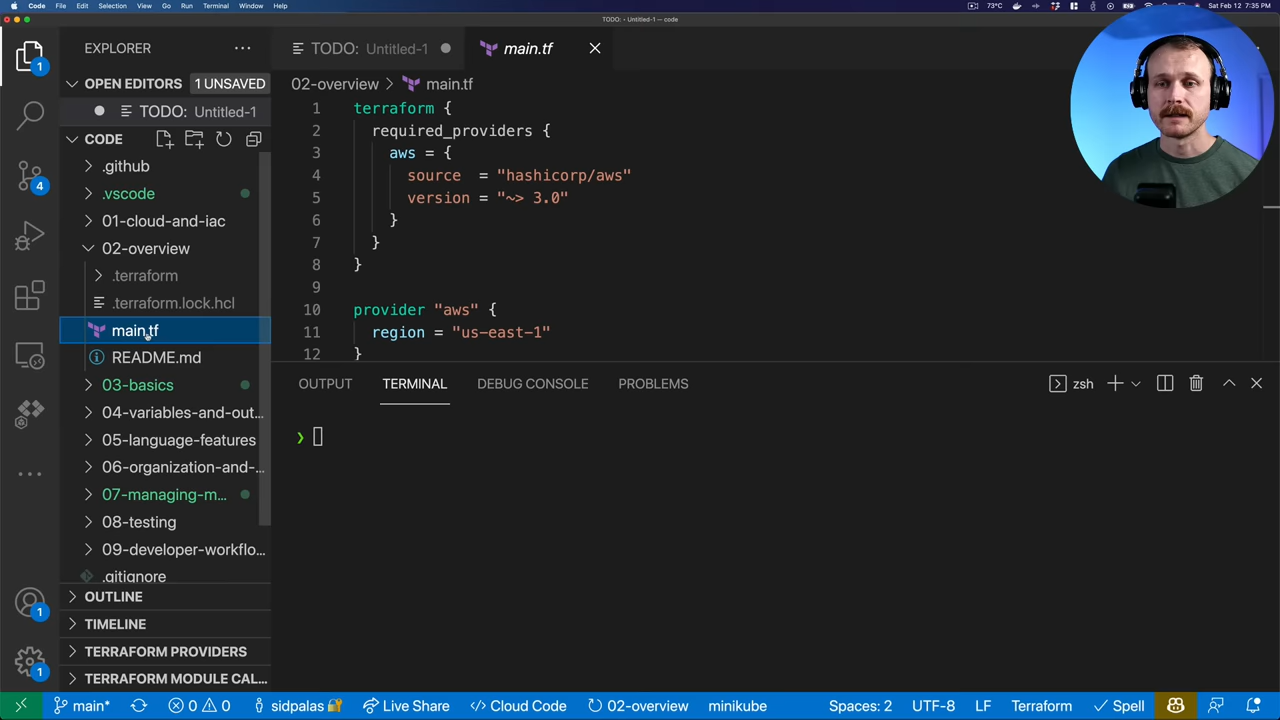 Code File Edit Selection View Go Run Terminal Window Help
73°C Sat Feb 12 7:35 PM
TODO: - Untitled-1 — code
EXPLORER
TODO: Untitled-1
main.tf
OPEN EDITORS 1 UNSAVED
TODO: Untitled-1
CODE
.github
.vscode
01-cloud-and-iac
02-overview
.terraform
.terraform.lock.hcl
main.tf
README.md
03-basics
04-variables-and-out...
05-language-features
06-organization-and-...
07-managing-m...
08-testing
09-developer-workflo...
.gitignore
OUTLINE
TIMELINE
TERRAFORM PROVIDERS
TERRAFORM MODULE CAL...
1
4
1
1
02-overview > main.tf
1 terraform {
2 required_providers {
3 aws = {
4 source = "hashicorp/aws"
5 version = "~> 3.0"
6 }
7 }
8 }
9
10 provider "aws" {
11 region = "us-east-1"
12 }
OUTPUT TERMINAL DEBUG CONSOLE PROBLEMS
zsh
❯
main* 0 0 sidpalas🔐 Live Share Cloud Code 02-overview minikube Spaces: 2 UTF-8 LF Terraform Spell